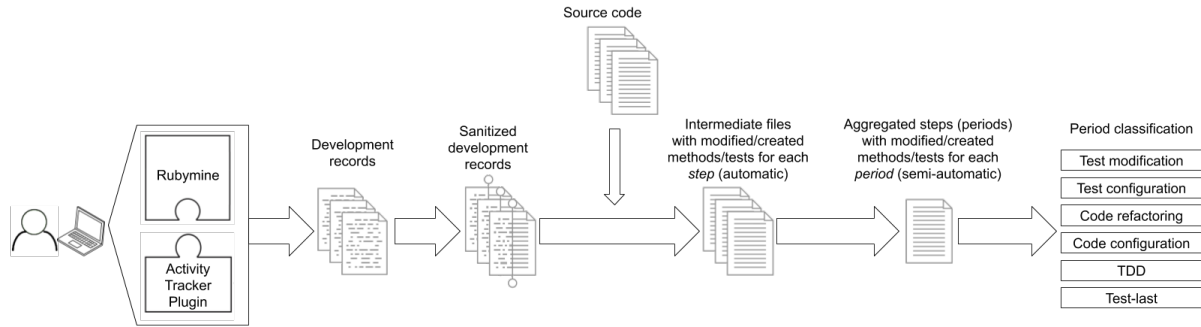 Source code
Rubymine
Activity
Tracker
Plugin
Development
records
Sanitized
development
records
Intermediate files
with modified/created
methods/tests for each
step (automatic)
Aggregated steps (periods)
with modified/created
methods/tests for each
period (semi-automatic)
Period classification
Test modification
Test configuration
Code refactoring
Code configuration
TDD
Test-last